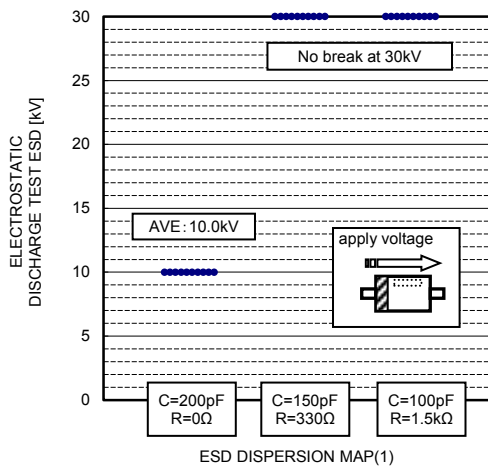 30
25
20
15
10
5
0
ELECTROSTATIC
DISCHARGE TEST ESD [kV]
No break at 30kV
AVE:10.0kV
apply voltage
C=200pF
R=0Ω
C=150pF
R=330Ω
C=100pF
R=1.5kΩ
ESD DISPERSION MAP(1)